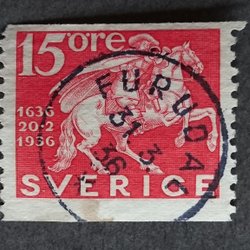 15 öre
1636
20·2
1936
FURUDAL
31.3.
36
SVERIGE